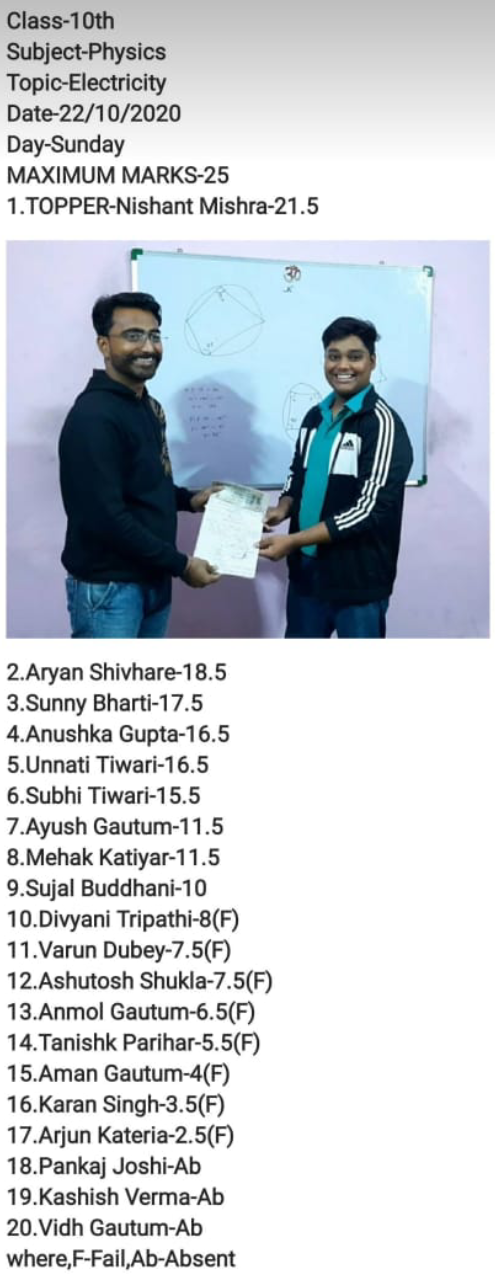 Class-10th
Subject-Physics
Topic-Electricity
Date-22/10/2020
Day-Sunday
MAXIMUM MARKS-25
1.TOPPER-Nishant Mishra-21.5
ॐ
adidas
2.Aryan Shivhare-18.5
3.Sunny Bharti-17.5
4.Anushka Gupta-16.5
5.Unnati Tiwari-16.5
6.Subhi Tiwari-15.5
7.Ayush Gautum-11.5
8.Mehak Katiyar-11.5
9.Sujal Buddhani-10
10.Divyani Tripathi-8(F)
11.Varun Dubey-7.5(F)
12.Ashutosh Shukla-7.5(F)
13.Anmol Gautum-6.5(F)
14.Tanishk Parihar-5.5(F)
15.Aman Gautum-4(F)
16.Karan Singh-3.5(F)
17.Arjun Kateria-2.5(F)
18.Pankaj Joshi-Ab
19.Kashish Verma-Ab
20.Vidh Gautum-Ab
where,F-Fail,Ab-Absent